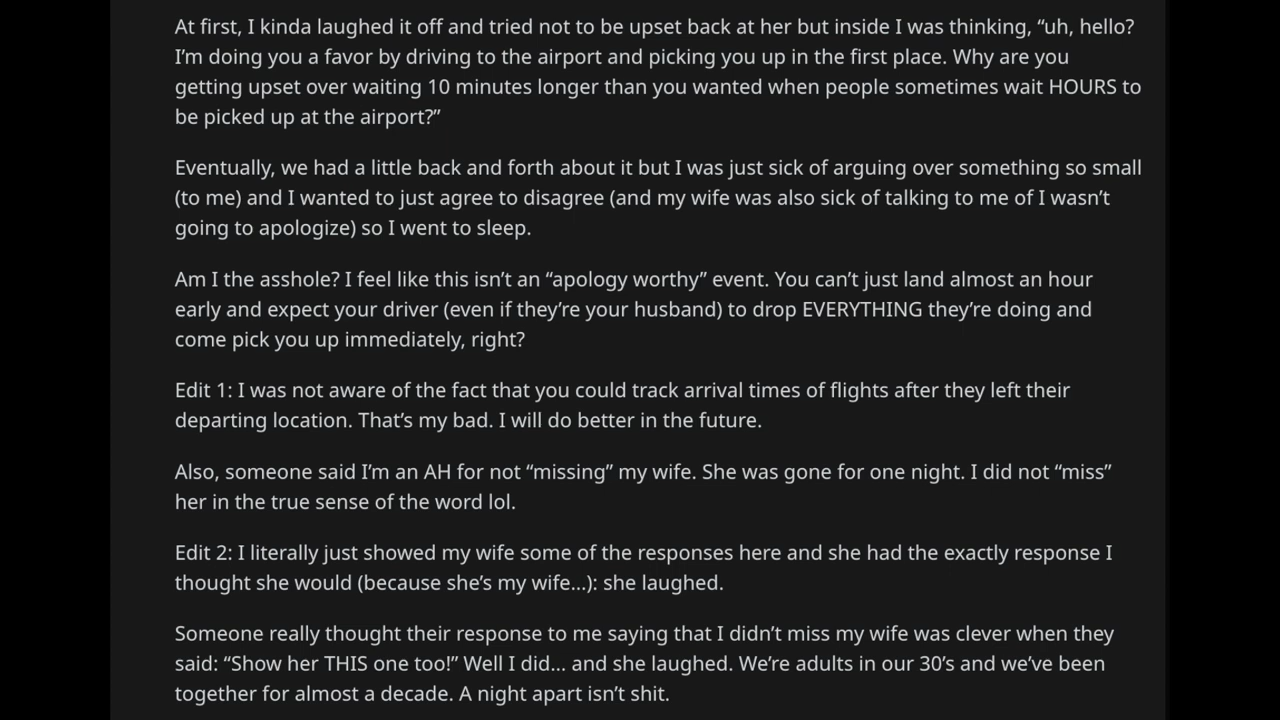 At first, I kinda laughed it off and tried not to be upset back at her but inside I was thinking, “uh, hello?
I’m doing you a favor by driving to the airport and picking you up in the first place. Why are you
getting upset over waiting 10 minutes longer than you wanted when people sometimes wait HOURS to
be picked up at the airport?”
Eventually, we had a little back and forth about it but I was just sick of arguing over something so small
(to me) and I wanted to just agree to disagree (and my wife was also sick of talking to me of I wasn’t
going to apologize) so I went to sleep.
Am I the asshole? I feel like this isn’t an “apology worthy” event. You can’t just land almost an hour
early and expect your driver (even if they’re your husband) to drop EVERYTHING they’re doing and
come pick you up immediately, right?
Edit 1: I was not aware of the fact that you could track arrival times of flights after they left their
departing location. That’s my bad. I will do better in the future.
Also, someone said I’m an AH for not “missing” my wife. She was gone for one night. I did not “miss”
her in the true sense of the word lol.
Edit 2: I literally just showed my wife some of the responses here and she had the exactly response I
thought she would (because she’s my wife…): she laughed.
Someone really thought their response to me saying that I didn’t miss my wife was clever when they
said: “Show her THIS one too!” Well I did… and she laughed. We’re adults in our 30’s and we’ve been
together for almost a decade. A night apart isn’t shit.